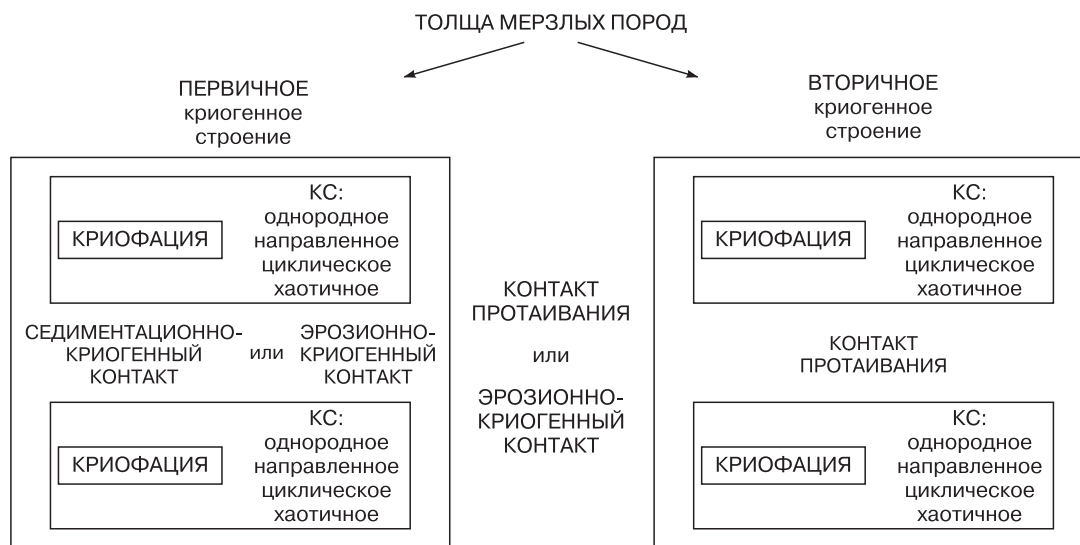 ТОЛЩА МЕРЗЛЫХ ПОРОД
ПЕРВИЧНОЕ
криогенное
строение
КРИОФАЦИЯ
КС:
однородное
направленное
циклическое
хаотичное
СЕДИМЕНТАЦИОННО-
КРИОГЕННЫЙ
КОНТАКТ
или
ЭРОЗИОННО-
КРИОГЕННЫЙ
КОНТАКТ
КРИОФАЦИЯ
КС:
однородное
направленное
циклическое
хаотичное
КОНТАКТ
ПРОТАИВАНИЯ
или
ЭРОЗИОННО-
КРИОГЕННЫЙ
КОНТАКТ
ВТОРИЧНОЕ
криогенное
строение
КРИОФАЦИЯ
КС:
однородное
направленное
циклическое
хаотичное
КОНТАКТ
ПРОТАИВАНИЯ
КРИОФАЦИЯ
КС:
однородное
направленное
циклическое
хаотичное